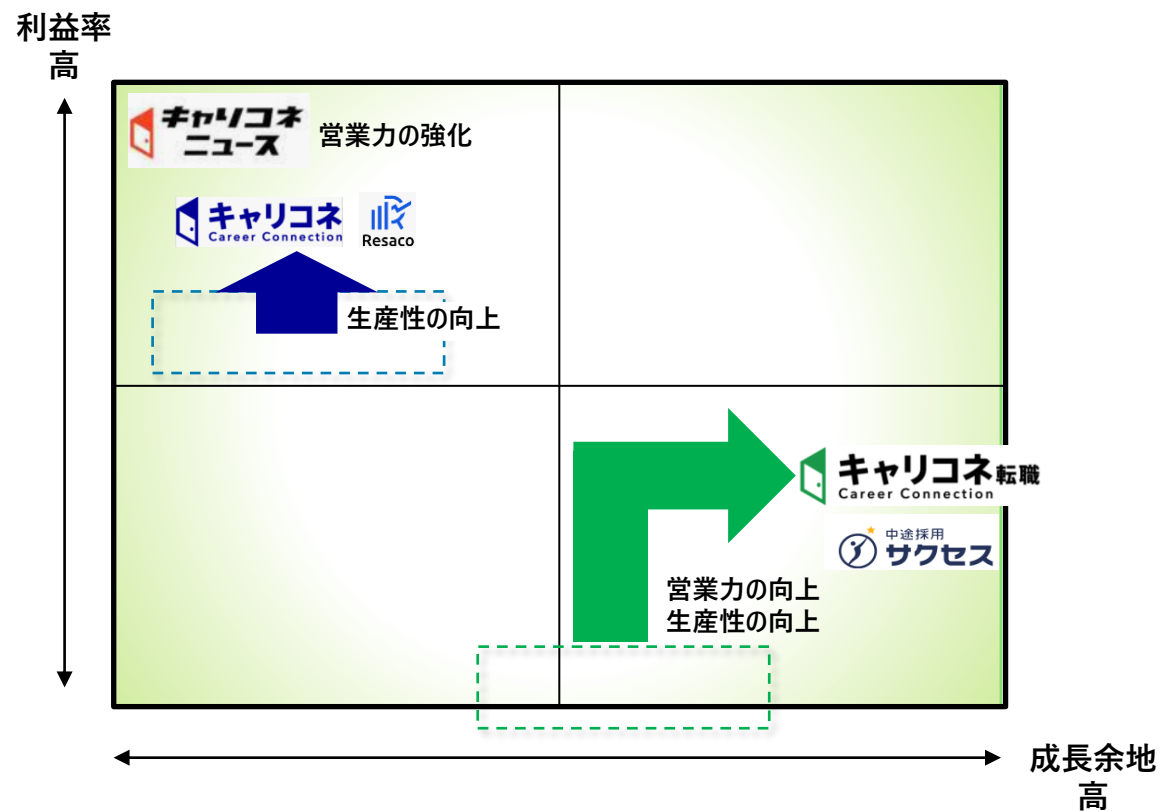 利益率
高
キャリコネ
ニュース
営業力の強化
キャリコネ
Career Connection
Resaco
生産性の向上
キャリコネ転職
Career Connection
中途採用
サクセス
営業力の向上
生産性の向上
成長余地
高